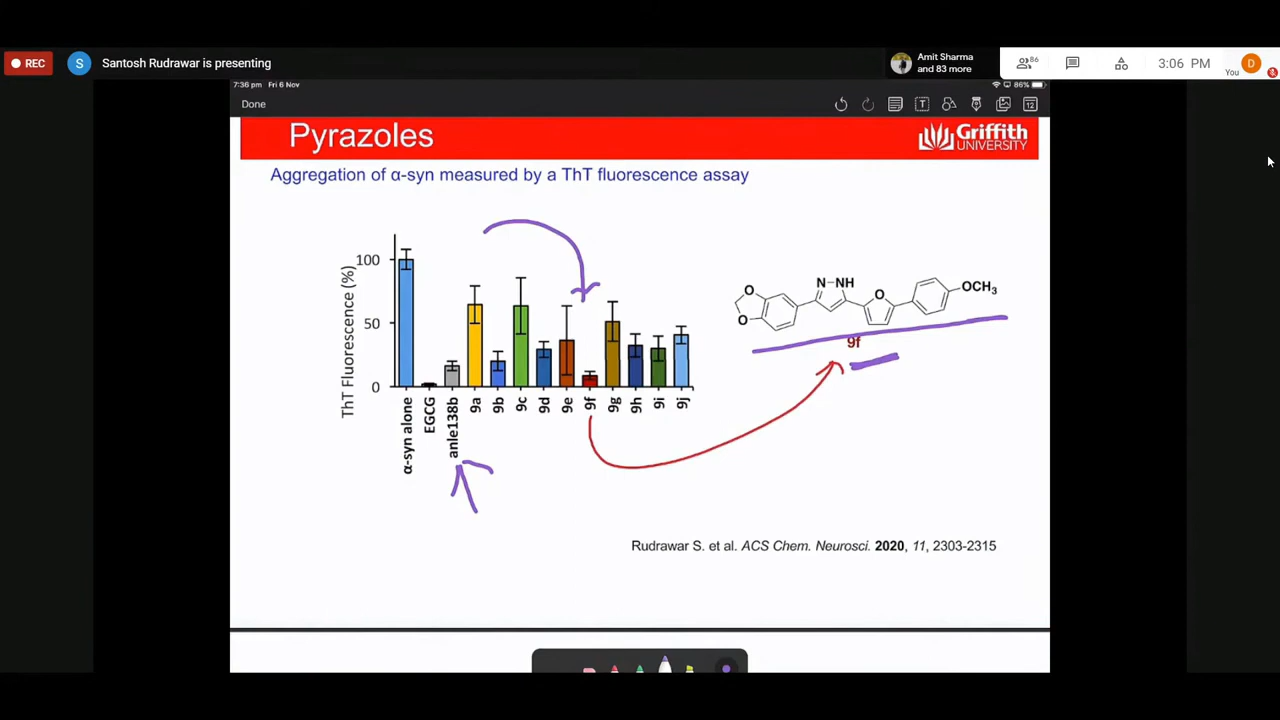 REC
S
Santosh Rudrawar is presenting
Amit Sharma
and 83 more
86
3:06 PM
You
D
7:36 pm Fri 6 Nov
86%
Done
T
12
Pyrazoles
Griffith
UNIVERSITY
Aggregation of α-syn measured by a ThT fluorescence assay
ThT Fluorescence (%)
100
50
0
α-syn alone
EGCG
anle138b
9a
9b
9c
9d
9e
9f
9g
9h
9i
9j
O
O
N
NH
O
OCH3
9f
Rudrawar S. et al. ACS Chem. Neurosci. 2020, 11, 2303-2315